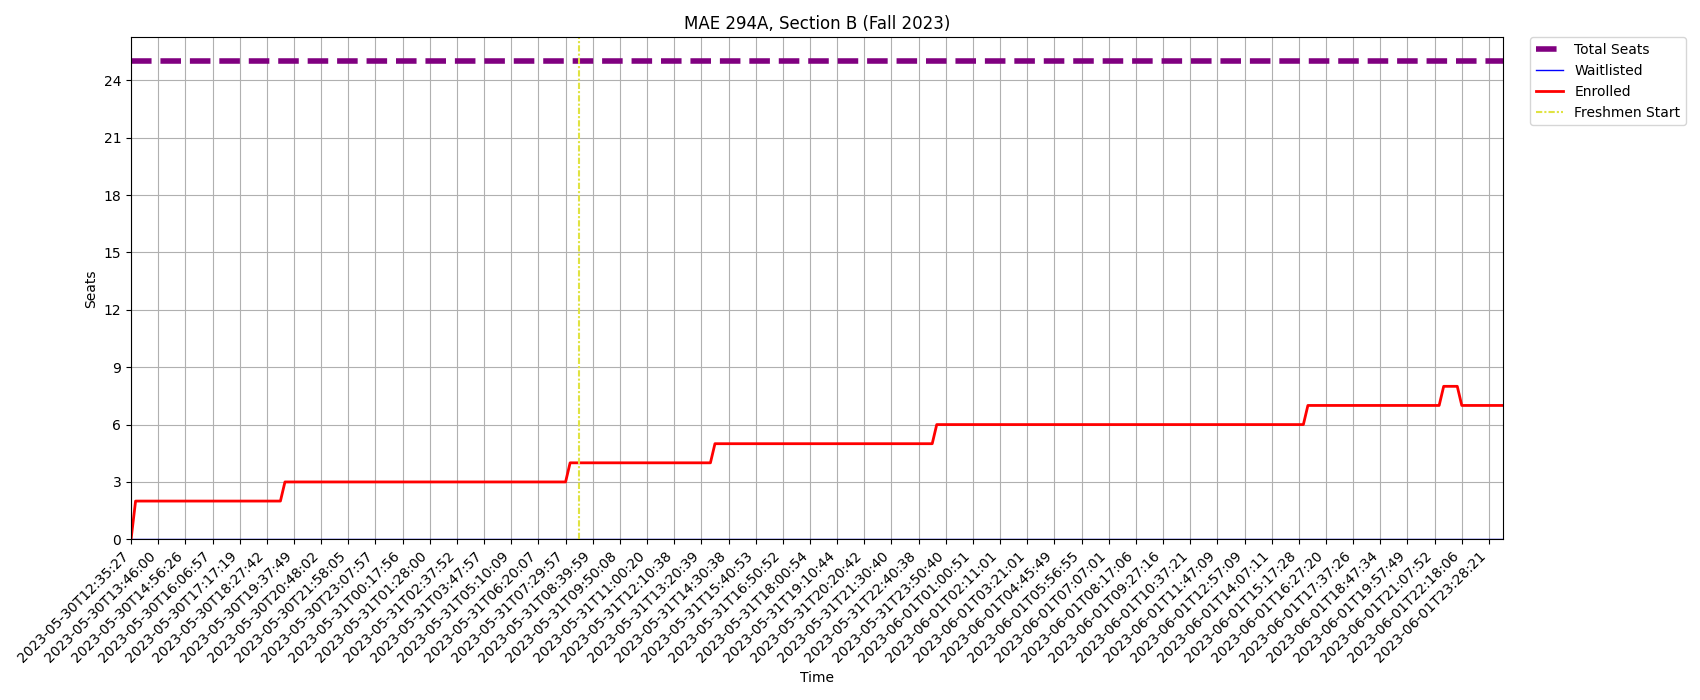 MAE 294A, Section B (Fall 2023)
Total Seats
Waitlisted
Enrolled
Freshmen Start
Seats
24
21
18
15
12
9
6
3
0
2023-05-30T12:35:27
2023-05-30T13:46:00
2023-05-30T14:56:26
2023-05-30T16:06:57
2023-05-30T17:17:19
2023-05-30T18:27:42
2023-05-30T19:37:49
2023-05-30T20:48:02
2023-05-30T21:58:05
2023-05-30T23:07:57
2023-05-31T00:17:56
2023-05-31T01:28:00
2023-05-31T02:37:52
2023-05-31T03:47:57
2023-05-31T05:10:09
2023-05-31T06:20:07
2023-05-31T07:29:57
2023-05-31T08:39:59
2023-05-31T09:50:08
2023-05-31T11:00:20
2023-05-31T12:10:38
2023-05-31T13:20:39
2023-05-31T14:30:38
2023-05-31T15:40:53
2023-05-31T16:50:52
2023-05-31T18:00:54
2023-05-31T19:10:44
2023-05-31T20:20:42
2023-05-31T21:30:40
2023-05-31T22:40:38
2023-05-31T23:50:40
2023-06-01T01:00:51
2023-06-01T02:11:01
2023-06-01T03:21:01
2023-06-01T04:45:49
2023-06-01T05:56:55
2023-06-01T07:07:01
2023-06-01T08:17:06
2023-06-01T09:27:16
2023-06-01T10:37:21
2023-06-01T11:47:09
2023-06-01T12:57:09
2023-06-01T14:07:11
2023-06-01T15:17:28
2023-06-01T16:27:20
2023-06-01T17:37:26
2023-06-01T18:47:34
2023-06-01T19:57:49
2023-06-01T21:07:52
2023-06-01T22:18:06
2023-06-01T23:28:21
Time